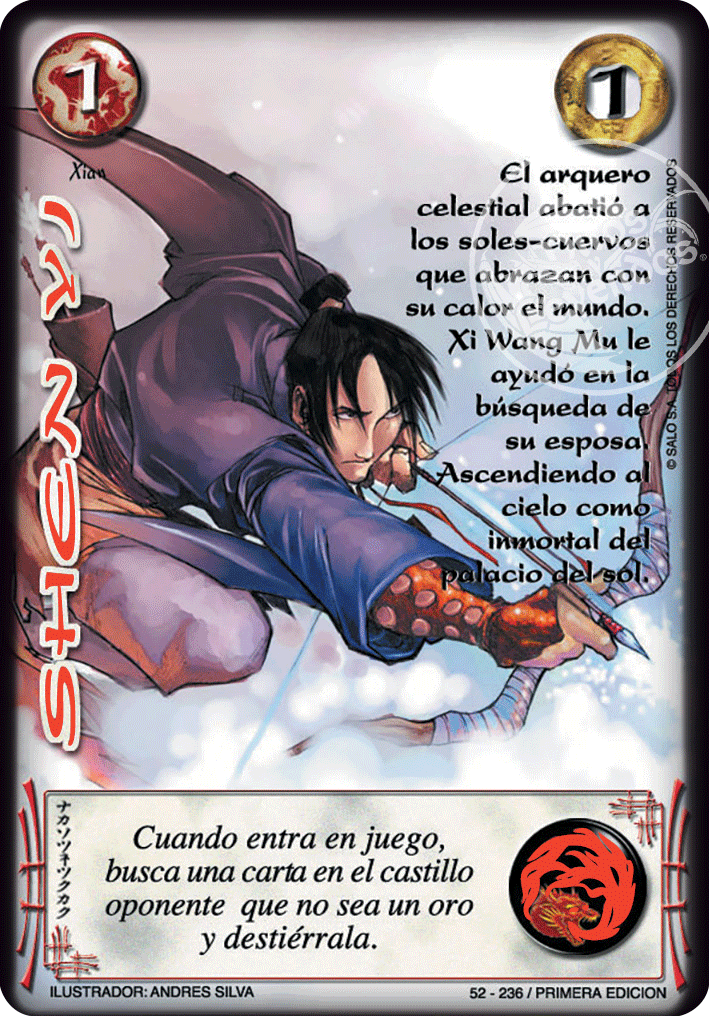 1
1
Xian
SHEN YI
El arquero
celestial abatió a
los soles-cuervos
que abrazan con
su calor el mundo.
Xi Wang Mu le
ayudó en la
búsqueda de
su esposa.
Ascendiendo al
cielo como
inmortal del
palacio del sol.
© SALO S.A. TODOS LOS DERECHOS RESERVADOS
ナカソツネツクカク
Cuando entra en juego,
busca una carta en el castillo
oponente que no sea un oro
y destiérrala.
ILUSTRADOR: ANDRES SILVA
52 - 236 / PRIMERA EDICION